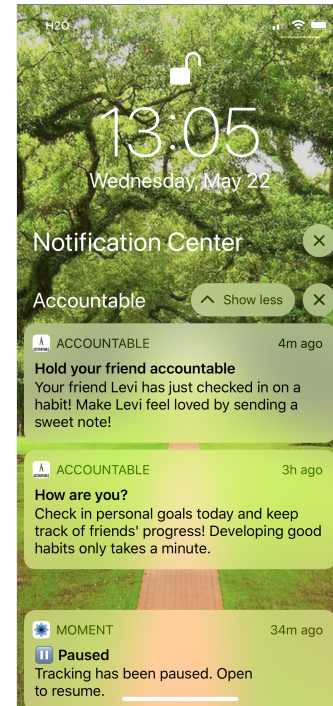 H2O
13:05
Wednesday, May 22
Notification Center
Accountable
Show less
ACCOUNTABLE 4m ago
Hold your friend accountable
Your friend Levi has just checked in on a
habit! Make Levi feel loved by sending a
sweet note!
ACCOUNTABLE 3h ago
How are you?
Check in personal goals today and keep
track of friends' progress! Developing good
habits only takes a minute.
MOMENT 34m ago
Paused
Tracking has been paused. Open
to resume.